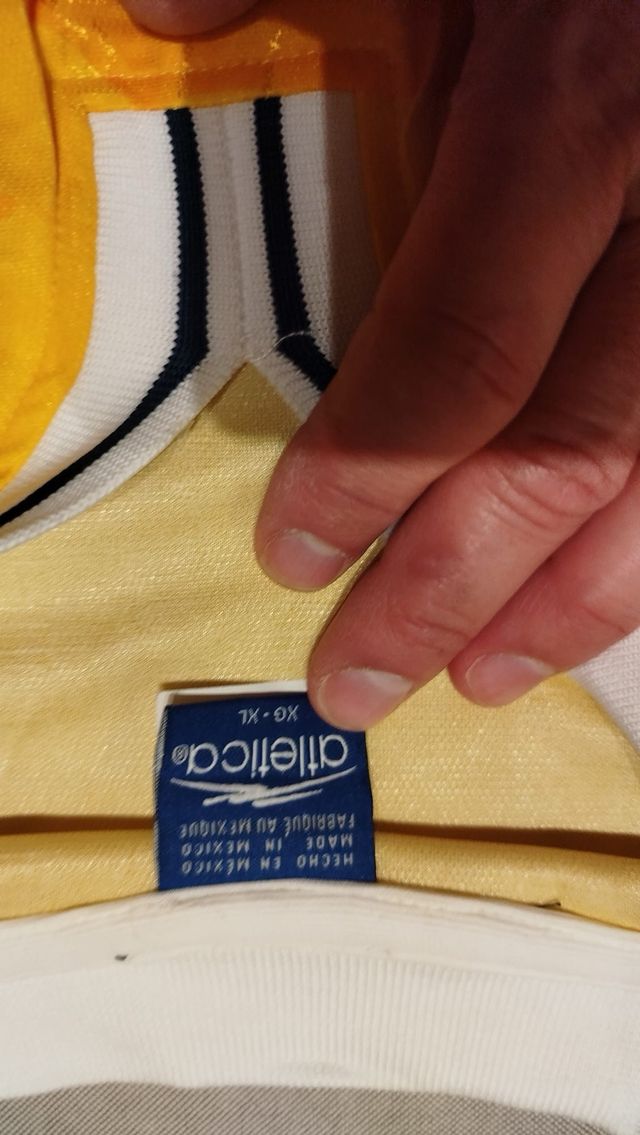 HECHO EN MÉXICO
MADE IN MEXICO
FABRIQUÉ AU MEXIQUE
atletica®
XG - XL